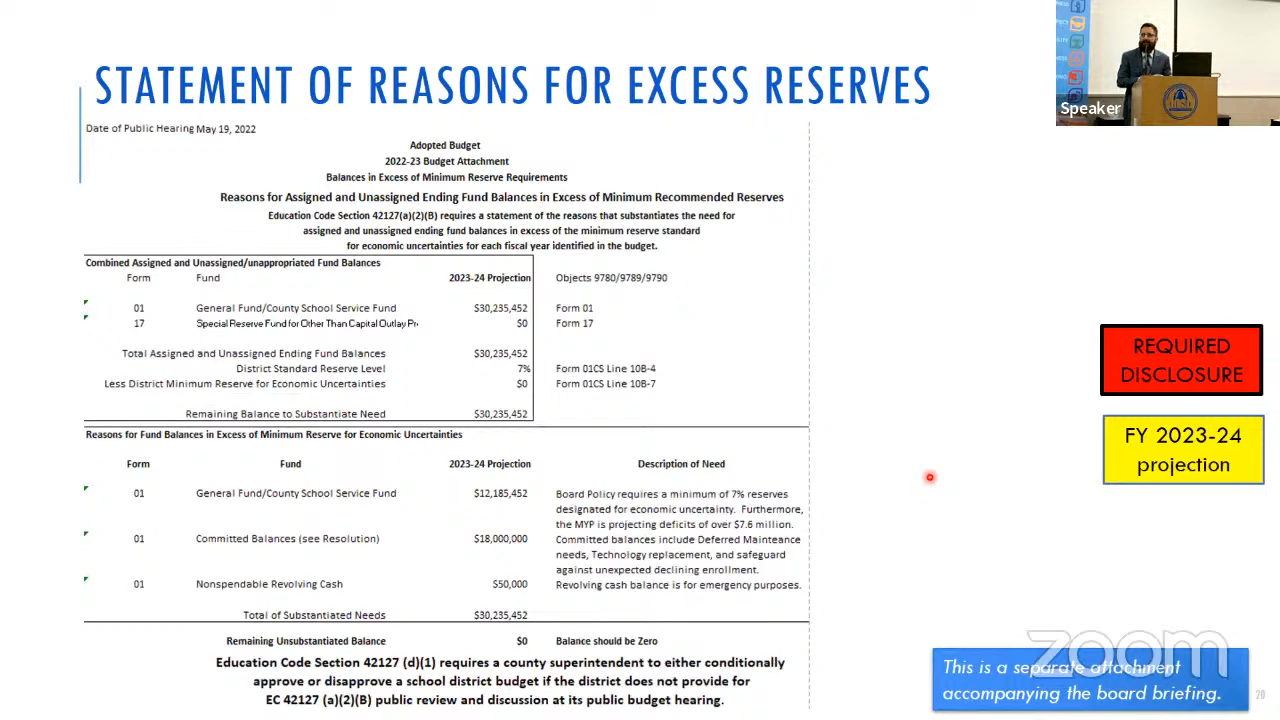 STATEMENT OF REASONS FOR EXCESS RESERVES
Speaker
Date of Public Hearing May 19, 2022
Adopted Budget
2022-23 Budget Attachment
Balances in Excess of Minimum Reserve Requirements
Reasons for Assigned and Unassigned Ending Fund Balances in Excess of Minimum Recommended Reserves
Education Code Section 42127(a)(2)(B) requires a statement of the reasons that substantiates the need for
assigned and unassigned ending fund balances in excess of the minimum reserve standard
for economic uncertainties for each fiscal year identified in the budget.
Combined Assigned and Unassigned/unappropriated Fund Balances
Form Fund 2023-24 Projection Objects 9780/9789/9790
01 General Fund/County School Service Fund $30,235,452 Form 01
17 Special Reserve Fund for Other Than Capital Outlay Pr $0 Form 17
Total Assigned and Unassigned Ending Fund Balances $30,235,452
District Standard Reserve Level 7% Form 01CS Line 10B-4
Less District Minimum Reserve for Economic Uncertainties $0 Form 01CS Line 10B-7
Remaining Balance to Substantiate Need $30,235,452
Reasons for Fund Balances in Excess of Minimum Reserve for Economic Uncertainties
Form Fund 2023-24 Projection Description of Need
01 General Fund/County School Service Fund $12,185,452 Board Policy requires a minimum of 7% reserves
designated for economic uncertainty. Furthermore,
the MYP is projecting deficits of over $7.6 million.
01 Committed Balances (see Resolution) $18,000,000 Committed balances include Deferred Mainteance
needs, Technology replacement, and safeguard
against unexpected declining enrollment.
01 Nonspendable Revolving Cash $50,000 Revolving cash balance is for emergency purposes.
Total of Substantiated Needs $30,235,452
Remaining Unsubstantiated Balance $0 Balance should be Zero
Education Code Section 42127 (d)(1) requires a county superintendent to either conditionally
approve or disapprove a school district budget if the district does not provide for
EC 42127 (a)(2)(B) public review and discussion at its public budget hearing.
REQUIRED
DISCLOSURE
FY 2023-24
projection
zoom
This is a separate attachment
accompanying the board briefing.
20